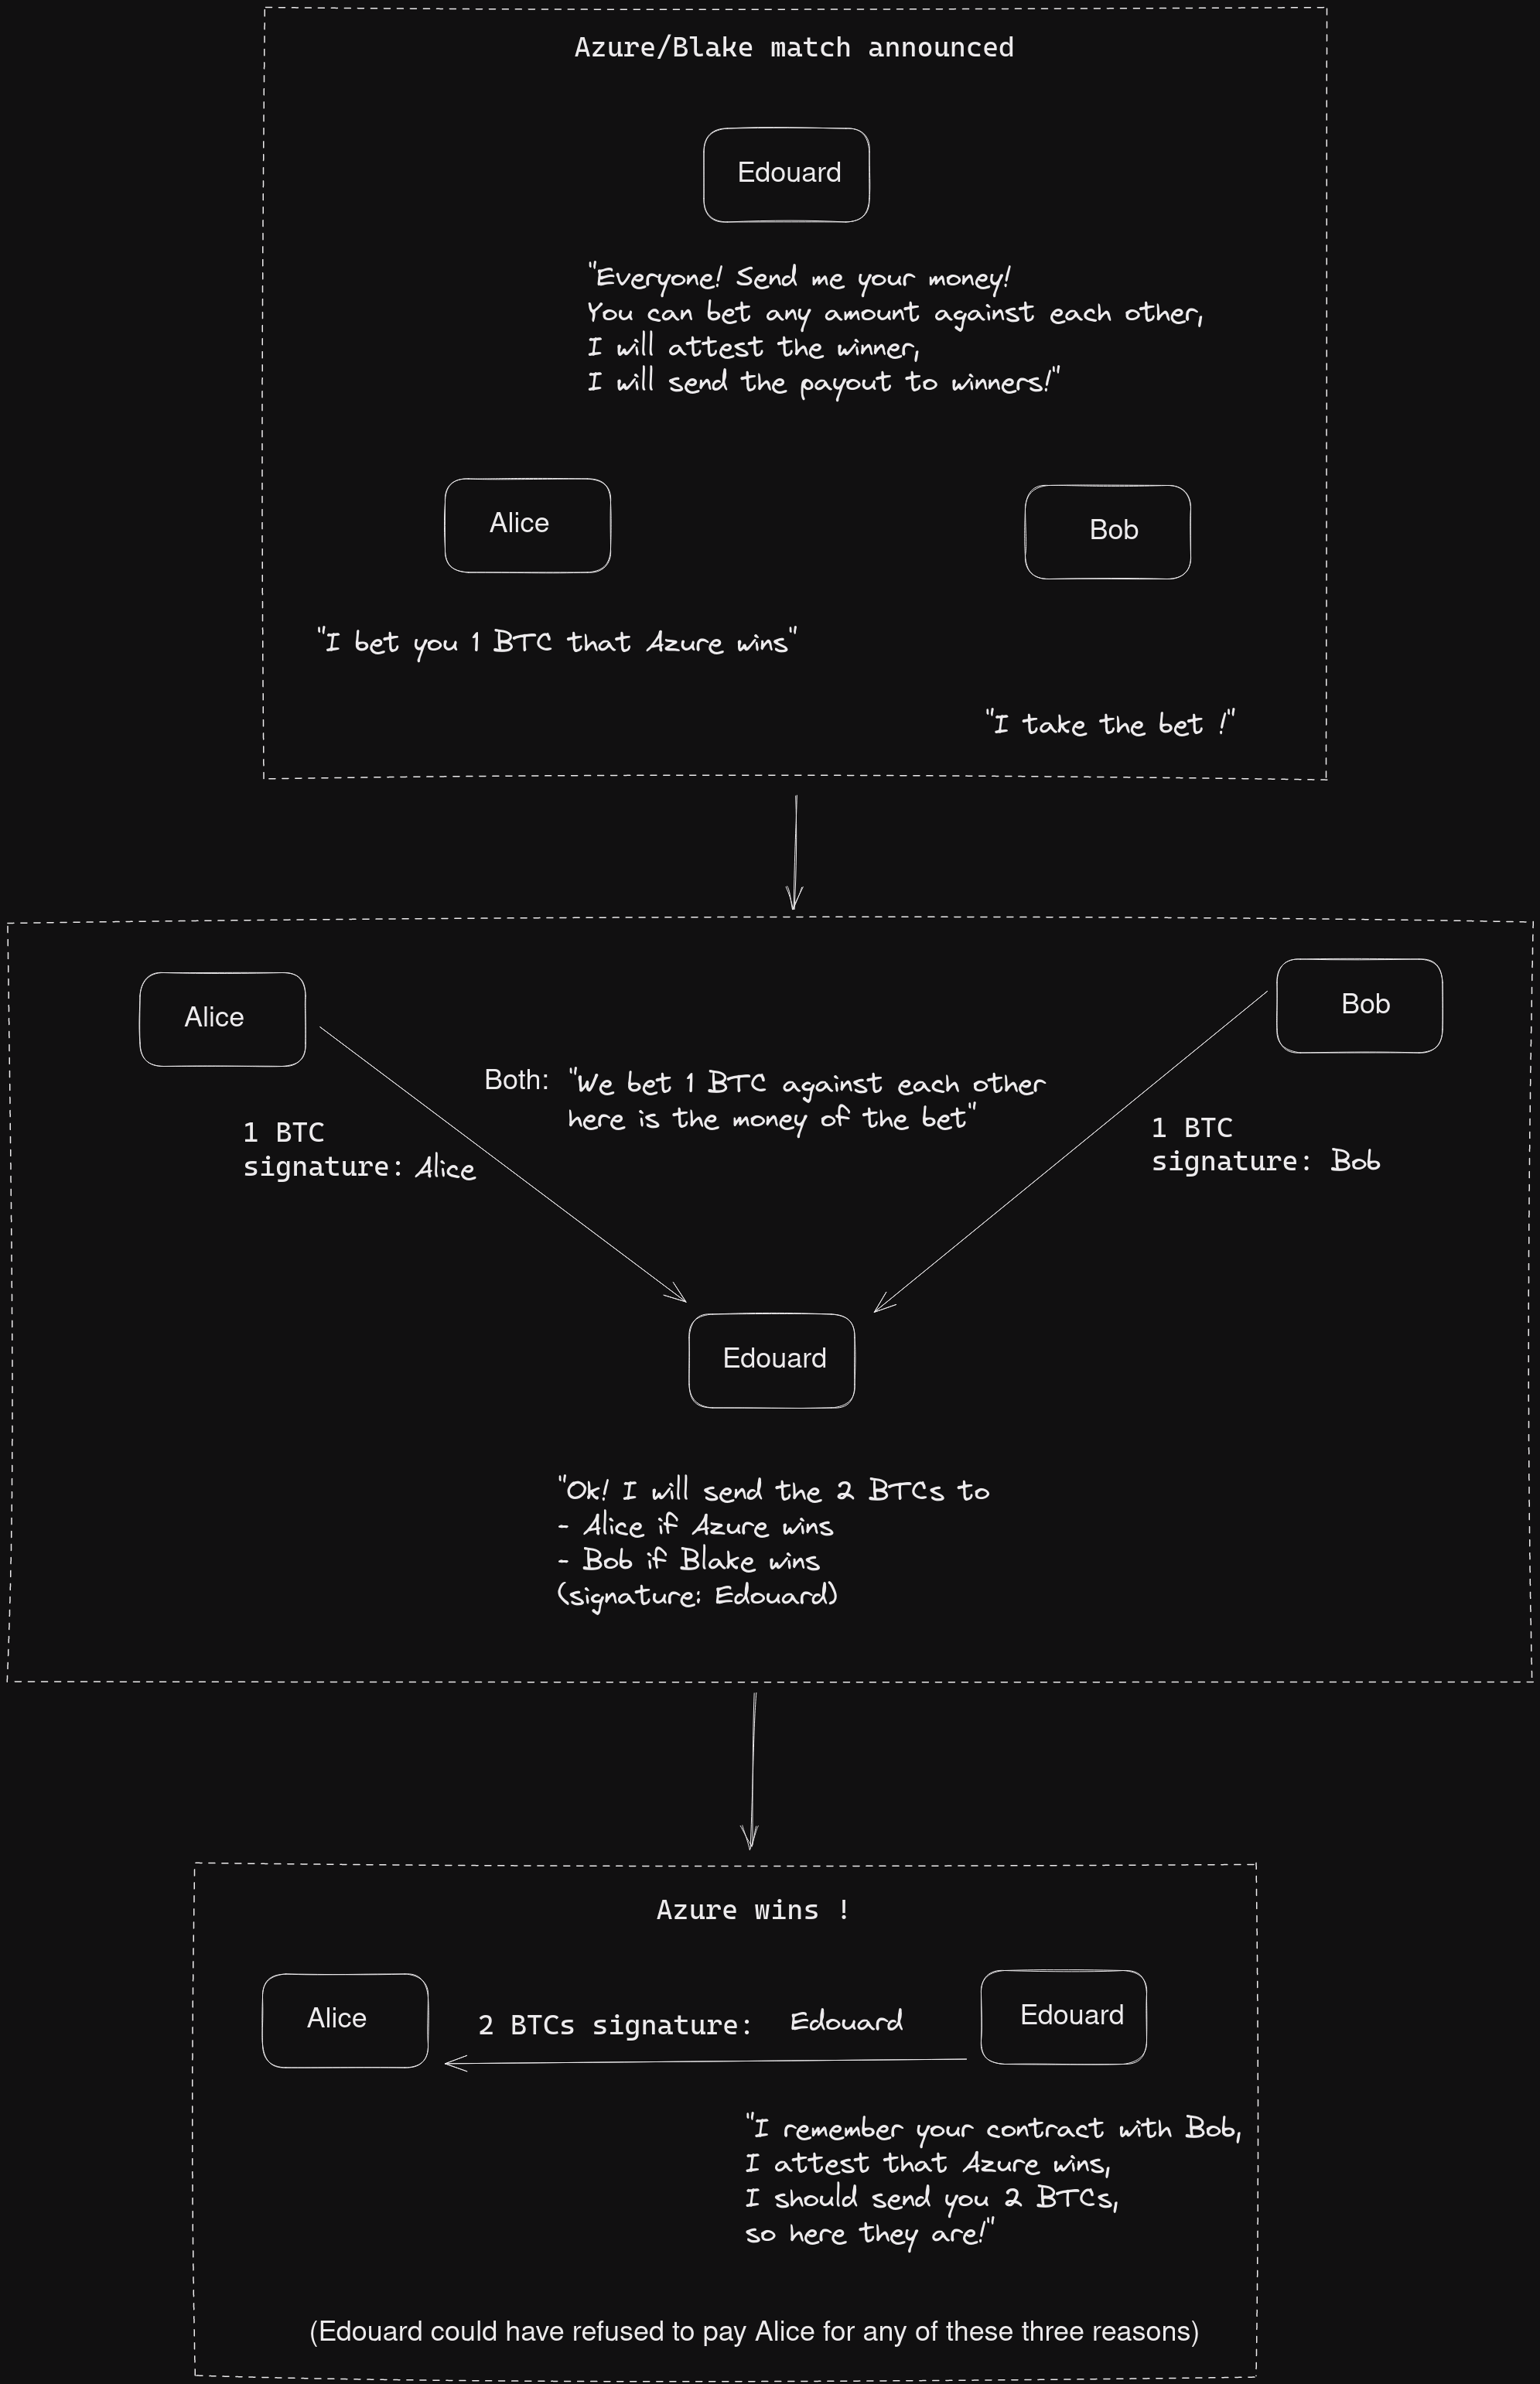 Azure/Blake match announced
Edouard
"Everyone! Send me your money!
You can bet any amount against each other,
I will attest the winner,
I will send the payout to winners!"
Alice
Bob
"I bet you 1 BTC that Azure wins"
"I take the bet !"
Alice
Bob
Both: "We bet 1 BTC against each other
here is the money of the bet"
1 BTC
signature: Alice
1 BTC
signature: Bob
Edouard
"Ok! I will send the 2 BTCs to
- Alice if Azure wins
- Bob if Blake wins
(signature: Edouard)
Azure wins !
Alice
Edouard
2 BTCs signature: Edouard
"I remember your contract with Bob,
I attest that Azure wins,
I should send you 2 BTCs,
so here they are!"
(Edouard could have refused to pay Alice for any of these three reasons)